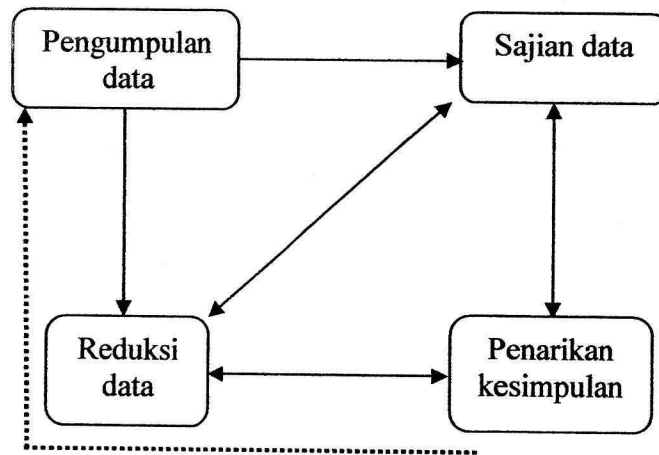 Pengumpulan
data
Sajian data
Reduksi
data
Penarikan
kesimpulan